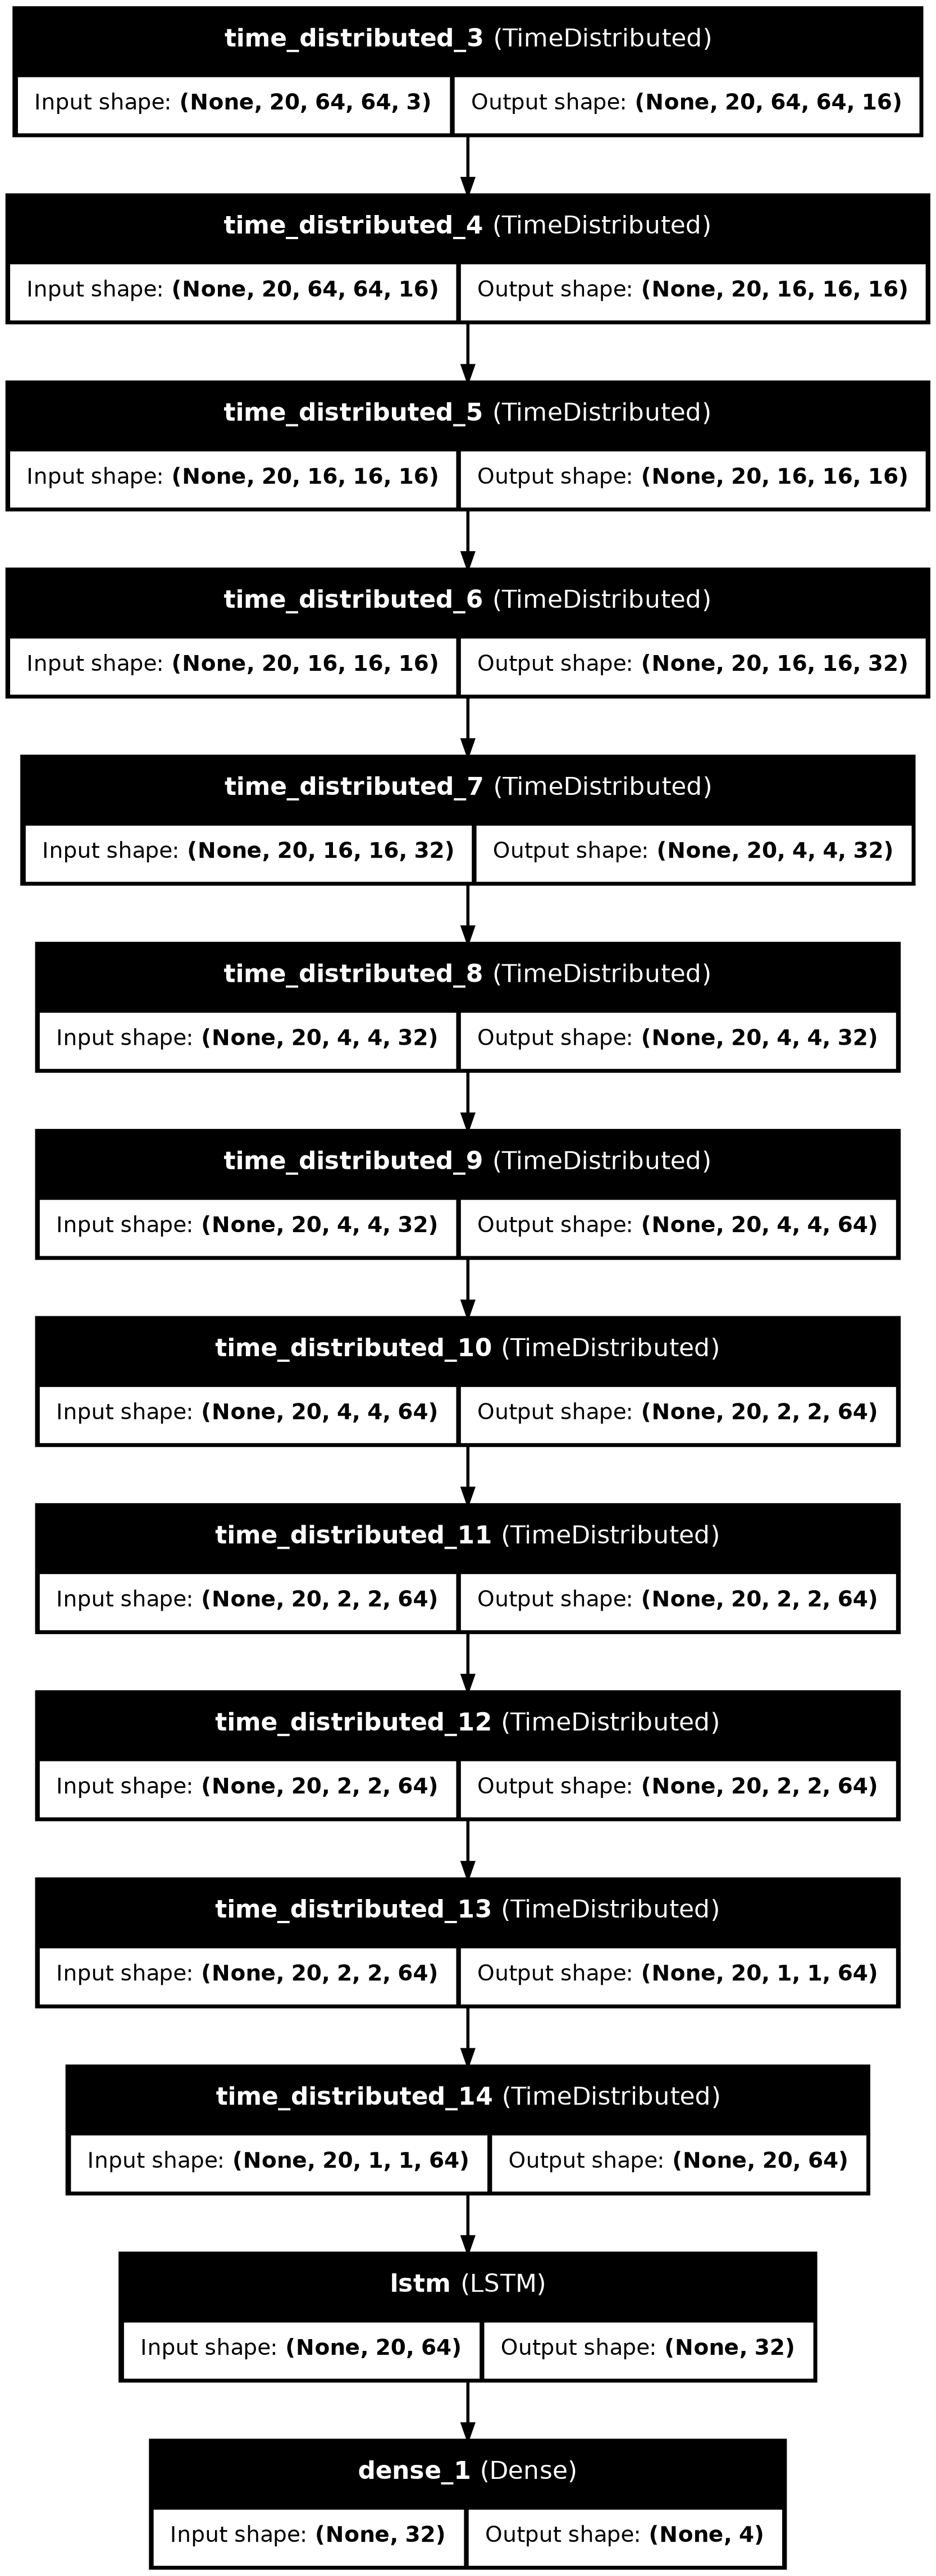 time_distributed_3 (TimeDistributed)
Input shape: (None, 20, 64, 64, 3) Output shape: (None, 20, 64, 64, 16)
time_distributed_4 (TimeDistributed)
Input shape: (None, 20, 64, 64, 16) Output shape: (None, 20, 16, 16, 16)
time_distributed_5 (TimeDistributed)
Input shape: (None, 20, 16, 16, 16) Output shape: (None, 20, 16, 16, 16)
time_distributed_6 (TimeDistributed)
Input shape: (None, 20, 16, 16, 16) Output shape: (None, 20, 16, 16, 32)
time_distributed_7 (TimeDistributed)
Input shape: (None, 20, 16, 16, 32) Output shape: (None, 20, 4, 4, 32)
time_distributed_8 (TimeDistributed)
Input shape: (None, 20, 4, 4, 32) Output shape: (None, 20, 4, 4, 32)
time_distributed_9 (TimeDistributed)
Input shape: (None, 20, 4, 4, 32) Output shape: (None, 20, 4, 4, 64)
time_distributed_10 (TimeDistributed)
Input shape: (None, 20, 4, 4, 64) Output shape: (None, 20, 2, 2, 64)
time_distributed_11 (TimeDistributed)
Input shape: (None, 20, 2, 2, 64) Output shape: (None, 20, 2, 2, 64)
time_distributed_12 (TimeDistributed)
Input shape: (None, 20, 2, 2, 64) Output shape: (None, 20, 2, 2, 64)
time_distributed_13 (TimeDistributed)
Input shape: (None, 20, 2, 2, 64) Output shape: (None, 20, 1, 1, 64)
time_distributed_14 (TimeDistributed)
Input shape: (None, 20, 1, 1, 64) Output shape: (None, 20, 64)
lstm (LSTM)
Input shape: (None, 20, 64) Output shape: (None, 32)
dense_1 (Dense)
Input shape: (None, 32) Output shape: (None, 4)